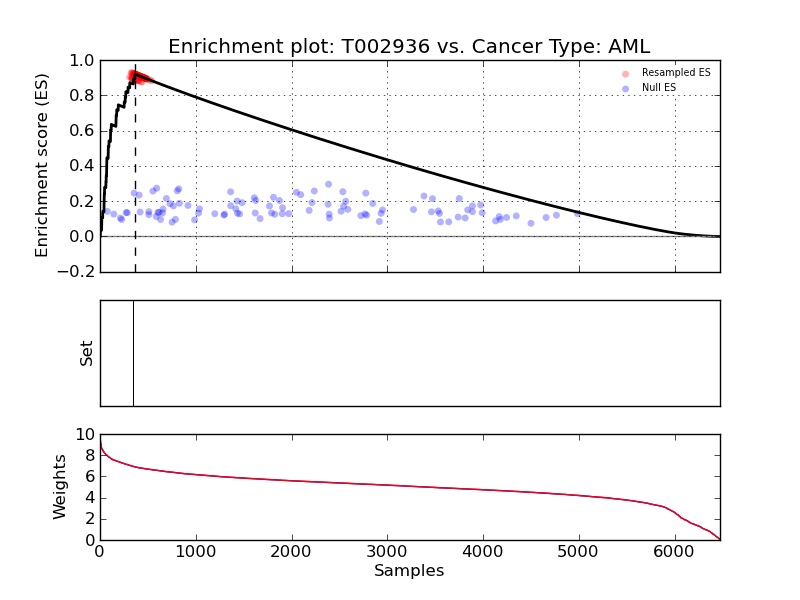 Enrichment plot: T002936 vs. Cancer Type: AML
1.0
0.8
0.6
0.4
0.2
0.0
−0.2
Enrichment score (ES)
Resampled ES
Null ES
Set
10
8
6
4
2
0
Weights
0 1000 2000 3000 4000 5000 6000
Samples